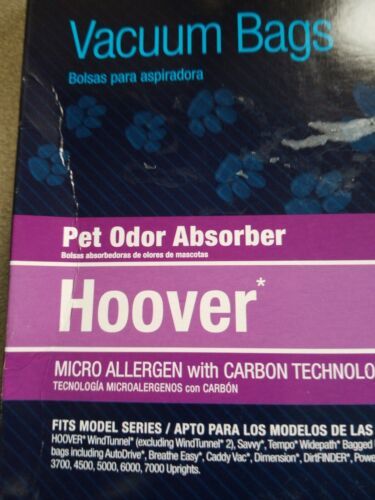 Vacuum Bags
Bolsas para aspiradora
Pet Odor Absorber
Bolsas absorbedoras de olores de mascotas
Hoover*
MICRO ALLERGEN with CARBON TECHNOLO
TECNOLOGÍA MICROALERGENOS con CARBÓN
FITS MODEL SERIES / APTO PARA LOS MODELOS DE LAS
HOOVER* WindTunnel* (excluding WindTunnel* 2), Savvy*, Tempo* Widepath* Bagged
bags including AutoDrive*, Breathe Easy*, Caddy Vac*, Dimension*, DirtFINDER*, Powe
3700, 4500, 5000, 6000, 7000 Uprights.